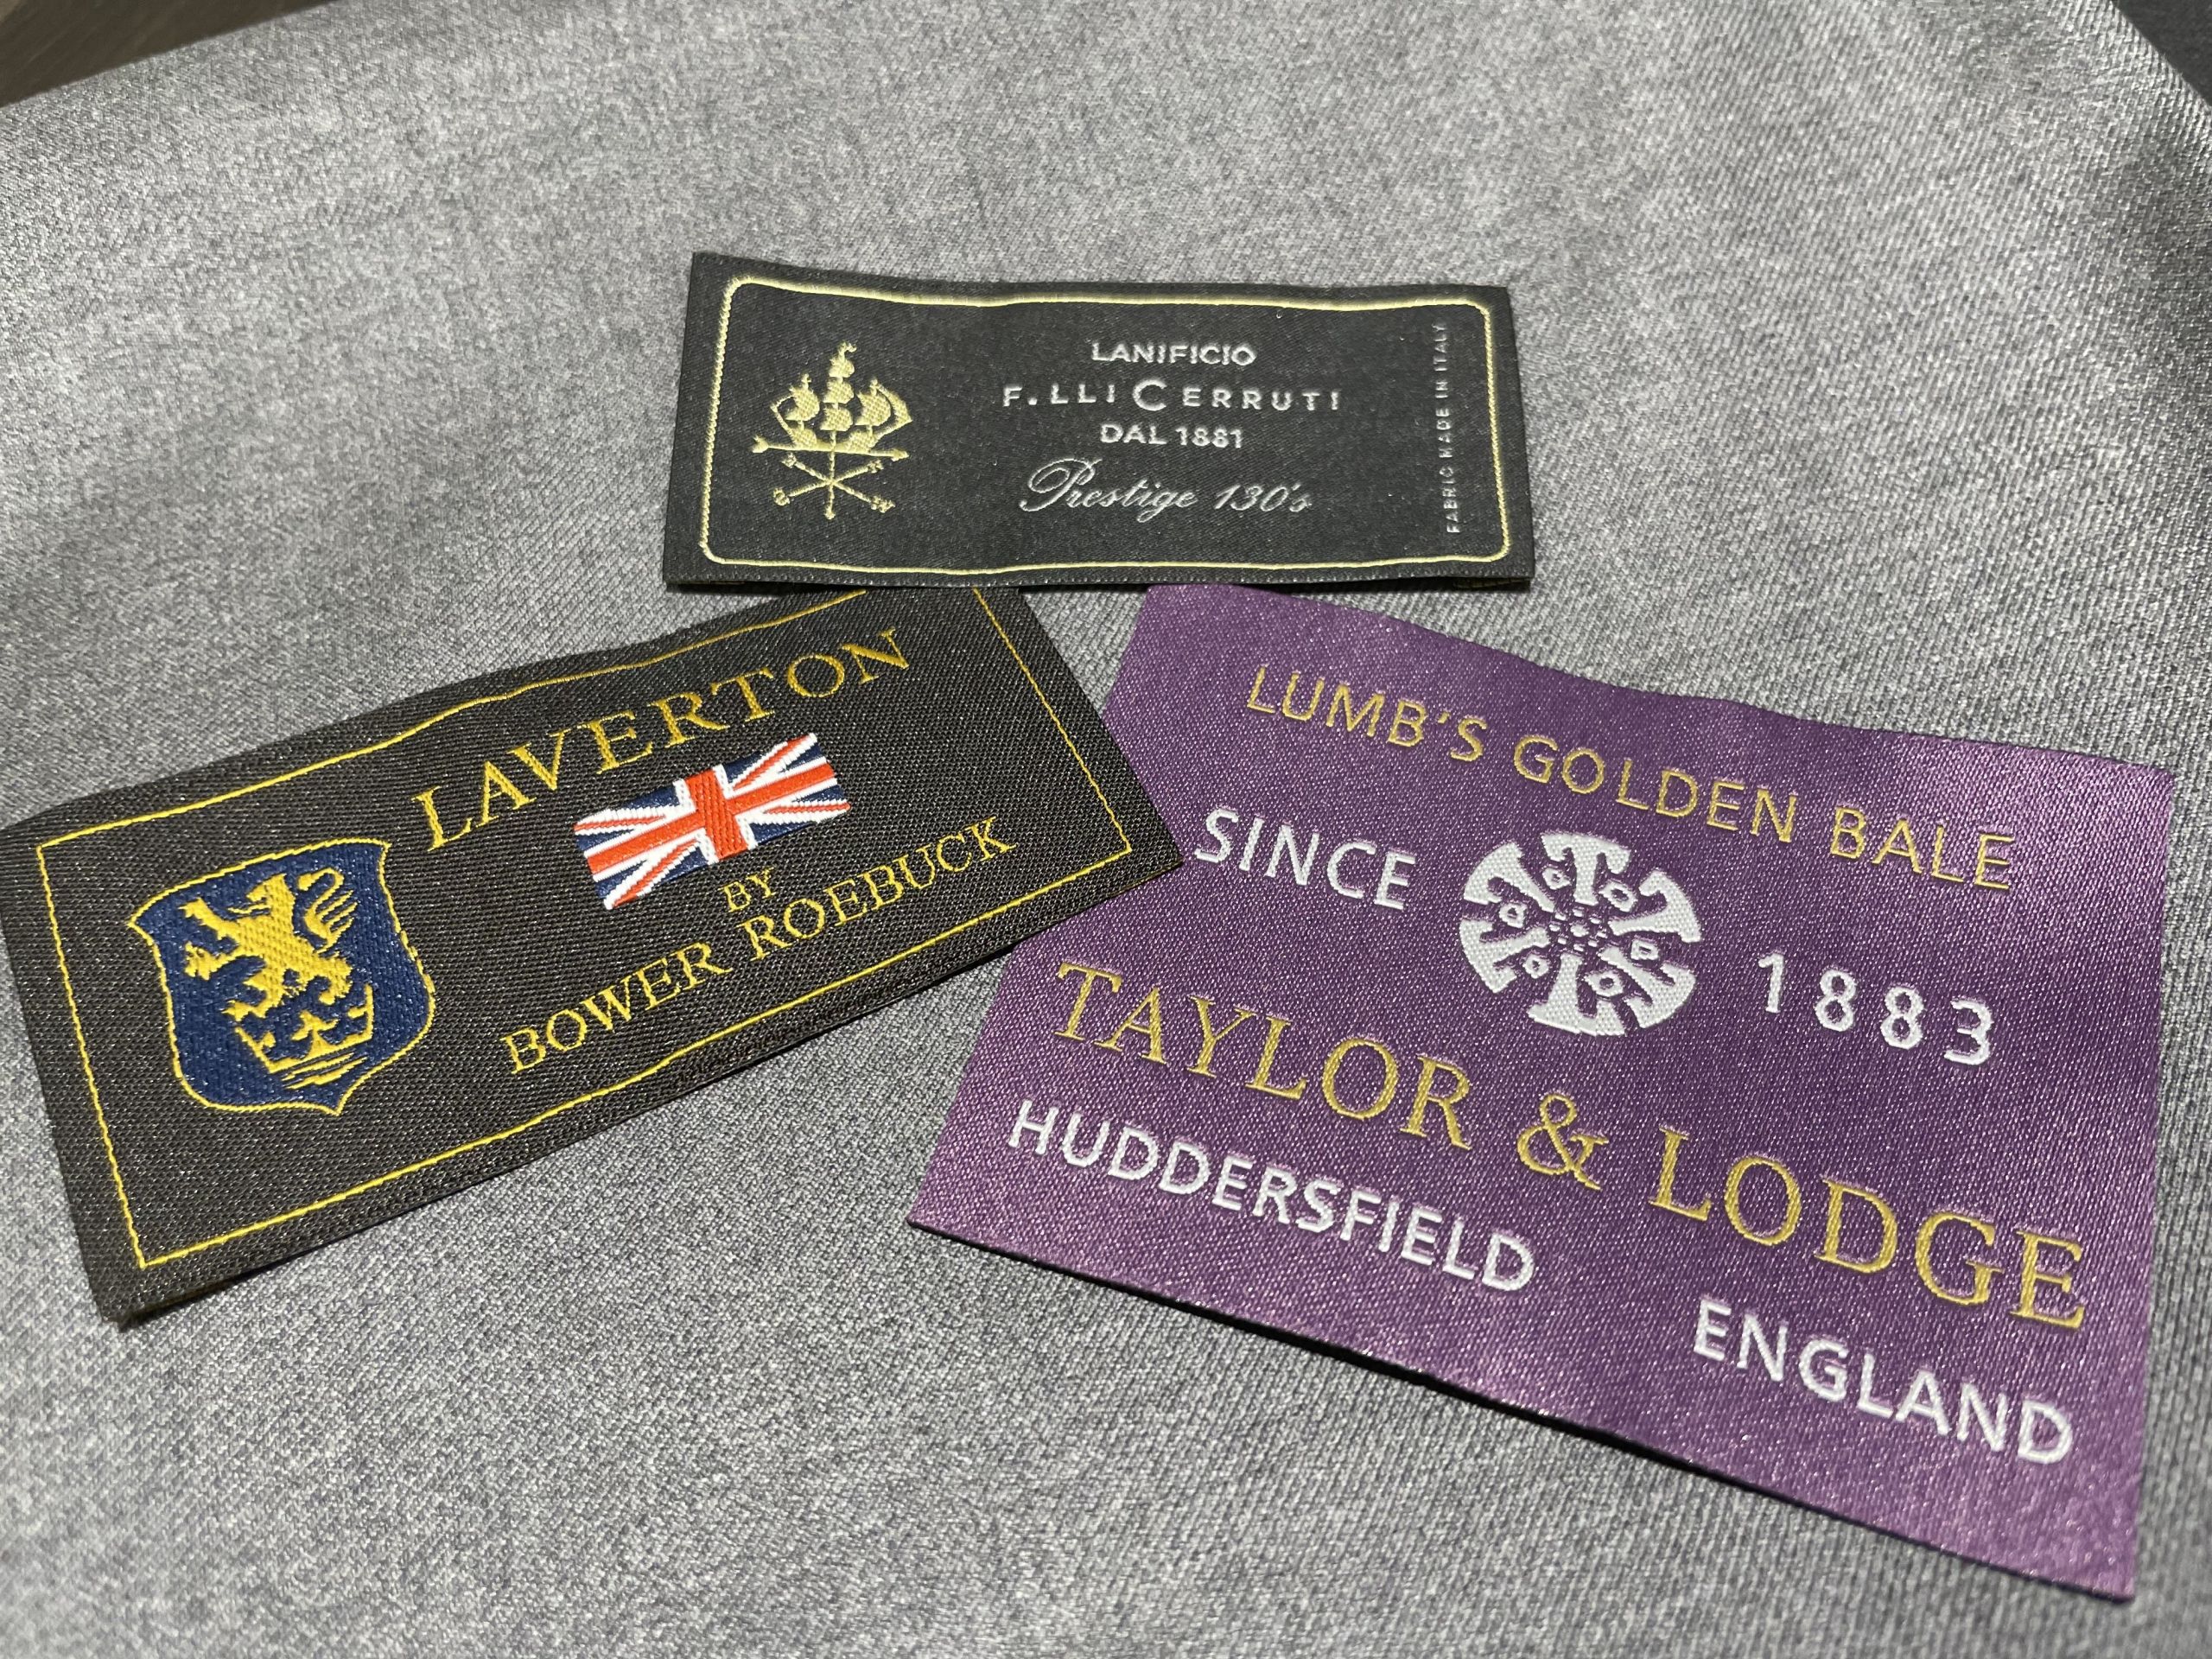 LANIFICIO
F.LLI CERRUTI
DAL 1881
Prestige 130's
FABRIC MADE IN ITALY
LAVERTON
BY
BOWER ROEBUCK
LUMB'S GOLDEN BALE
SINCE 1883
TAYLOR & LODGE
HUDDERSFIELD
ENGLAND